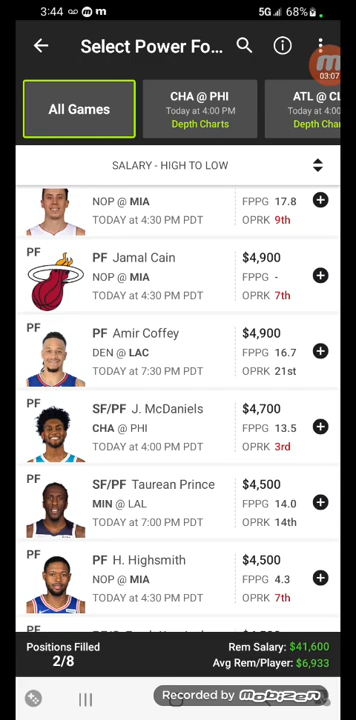 3:44
5G 68%
Select Power Fo...
03:07
All Games
CHA @ PHI
Today at 4:00 PM
Depth Charts
ATL @ CL
Today at 4:00
Depth Char
SALARY - HIGH TO LOW
NOP @ MIA
FPPG 17.8
TODAY at 4:30 PM PDT
OPRK 9th
PF
PF Jamal Cain
$4,900
NOP @ MIA
FPPG -
TODAY at 4:30 PM PDT
OPRK 7th
PF
PF Amir Coffey
$4,900
DEN @ LAC
FPPG 16.7
TODAY at 7:30 PM PDT
OPRK 21st
PF
SF/PF J. McDaniels
$4,700
CHA @ PHI
FPPG 13.5
TODAY at 4:00 PM PDT
OPRK 3rd
PF
SF/PF Taurean Prince
$4,500
MIN @ LAL
FPPG 14.0
TODAY at 7:00 PM PDT
OPRK 14th
PF
PF H. Highsmith
$4,500
NOP @ MIA
FPPG 4.3
TODAY at 4:30 PM PDT
OPRK 7th
PF
Positions Filled
2/8
Rem Salary: $41,600
Avg Rem/Player: $6,933
Recorded by MOBIZEN